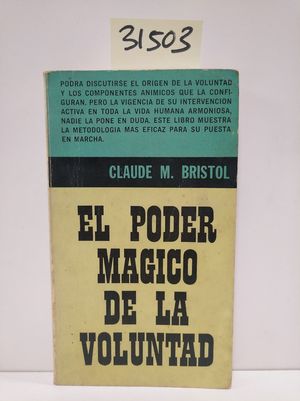 31503
PODRA DISCUTIRSE EL ORIGEN DE LA VOLUNTAD
Y LOS COMPONENTES ANIMICOS QUE LA CONFI-
GURAN. PERO LA VIGENCIA DE SU INTERVENCION
ACTIVA EN TODA LA VIDA HUMANA ARMONIOSA,
NADIE LA PONE EN DUDA. ESTE LIBRO MUESTRA
LA METODOLOGIA MAS EFICAZ PARA SU PUESTA
EN MARCHA.
CLAUDE M. BRISTOL
EL PODER
MAGICO
DE LA
VOLUNTAD